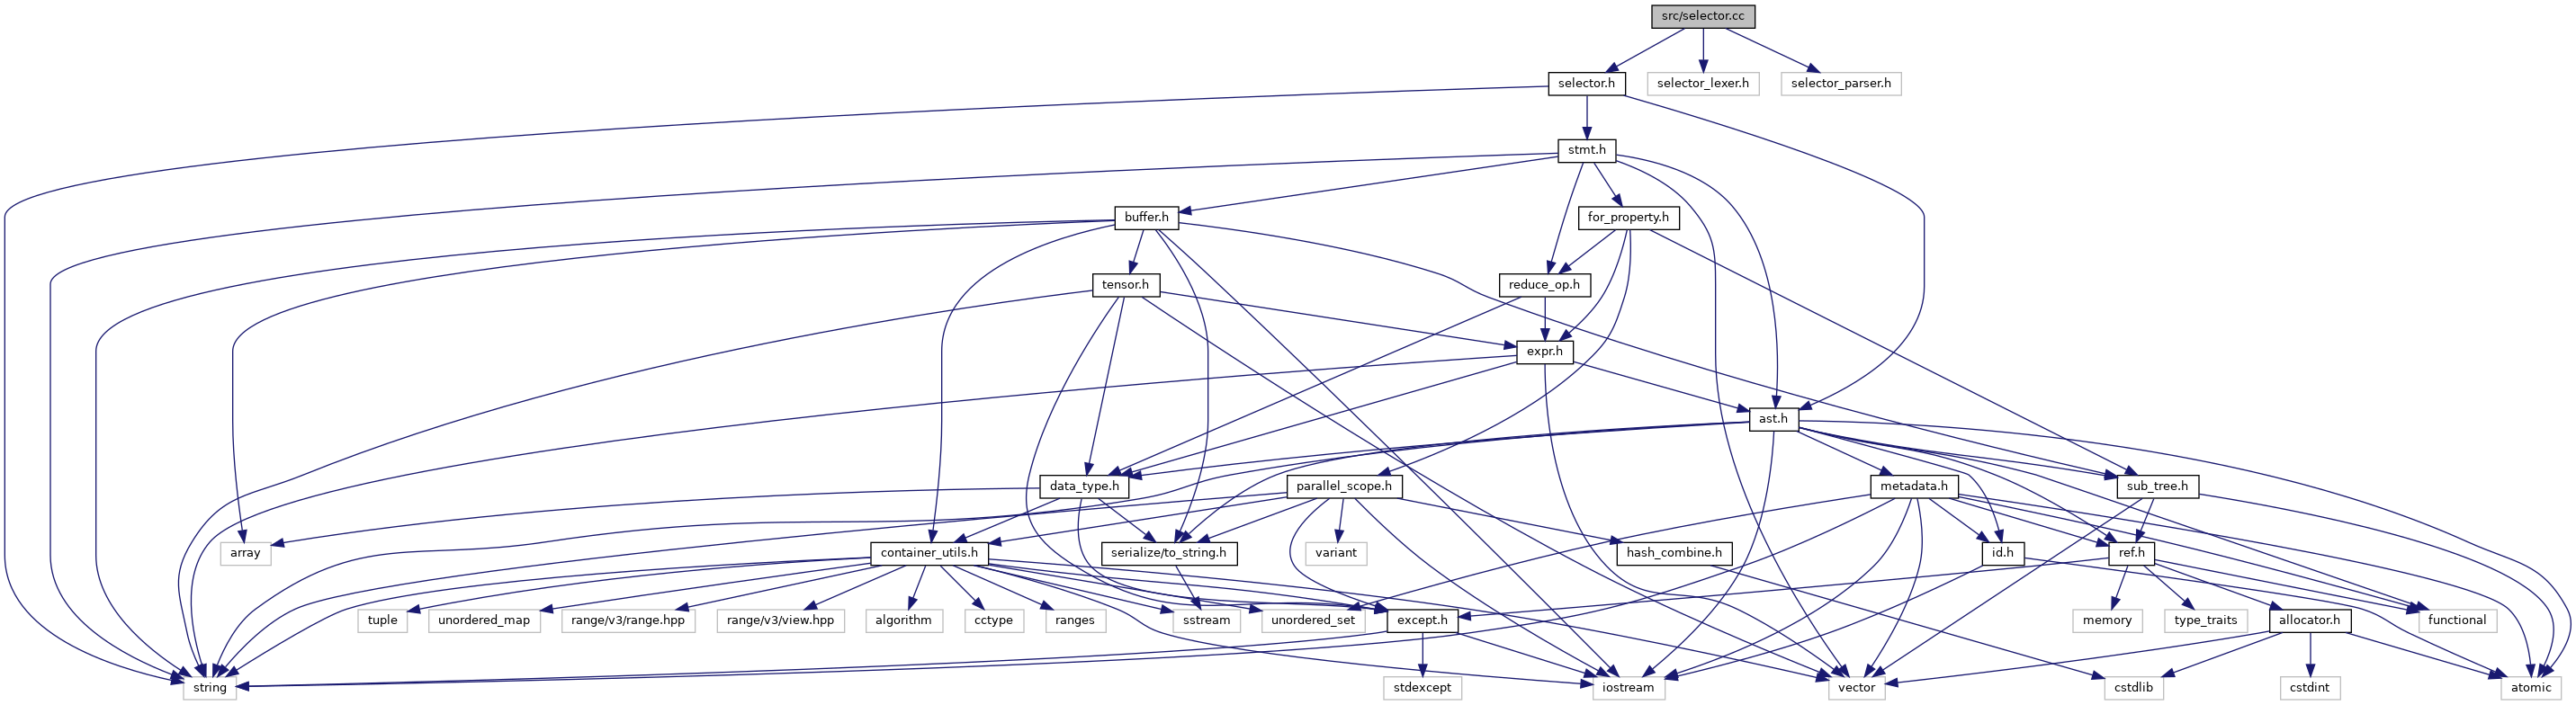 src/selector.cc
selector.h
selector_lexer.h
selector_parser.h
stmt.h
buffer.h
for_property.h
tensor.h
reduce_op.h
expr.h
ast.h
data_type.h
parallel_scope.h
metadata.h
sub_tree.h
array
container_utils.h
serialize/to_string.h
variant
hash_combine.h
id.h
ref.h
tuple
unordered_map
range/v3/range.hpp
range/v3/view.hpp
algorithm
cctype
ranges
sstream
unordered_set
except.h
memory
type_traits
allocator.h
functional
string
stdexcept
iostream
vector
cstdlib
cstdint
atomic